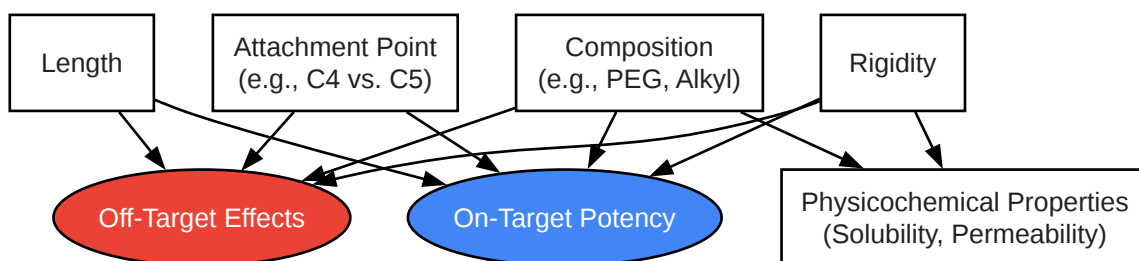 Length
Attachment Point
(e.g., C4 vs. C5)
Composition
(e.g., PEG, Alkyl)
Rigidity
Off-Target Effects
On-Target Potency
Physicochemical Properties
(Solubility, Permeability)